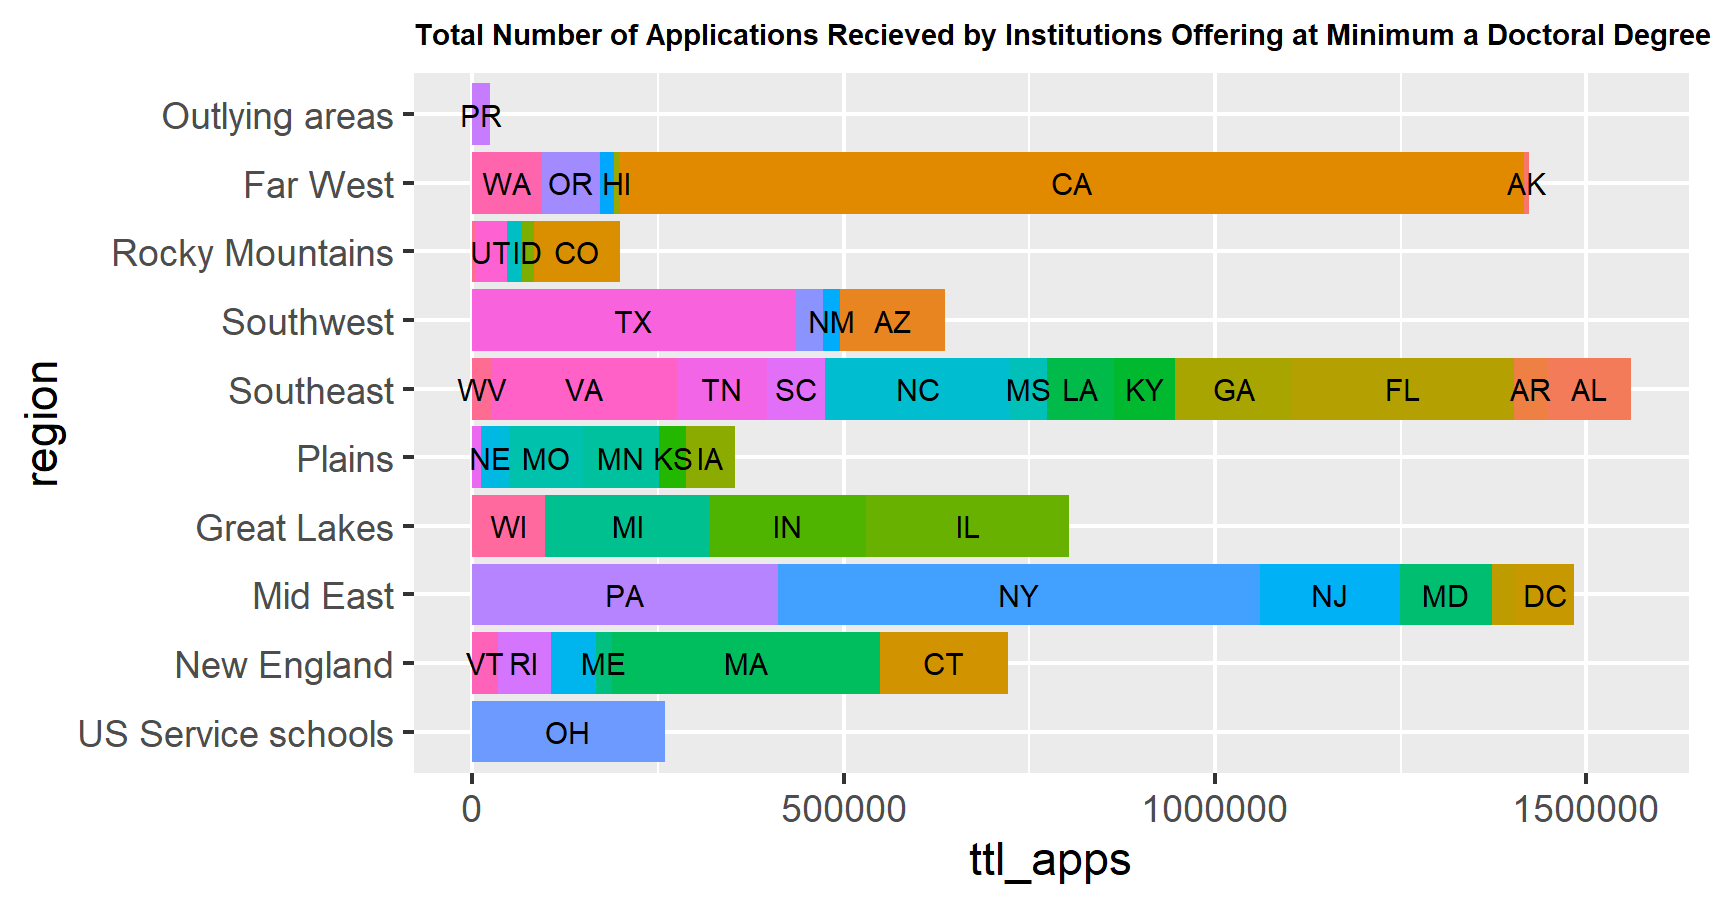 Total Number of Applications Recieved by Institutions Offering at Minimum a Doctoral Degree
Outlying areas
PR
Far West
WA OR HI CA AK
Rocky Mountains
UT ID CO
Southwest
TX NM AZ
Southeast
WV VA TN SC NC MS LA KY GA FL AR AL
Plains
NE MO MN KS IA
Great Lakes
WI MI IN IL
Mid East
PA NY NJ MD DC
New England
VT RI ME MA CT
US Service schools
OH
region
0 500000 1000000 1500000
ttl_apps